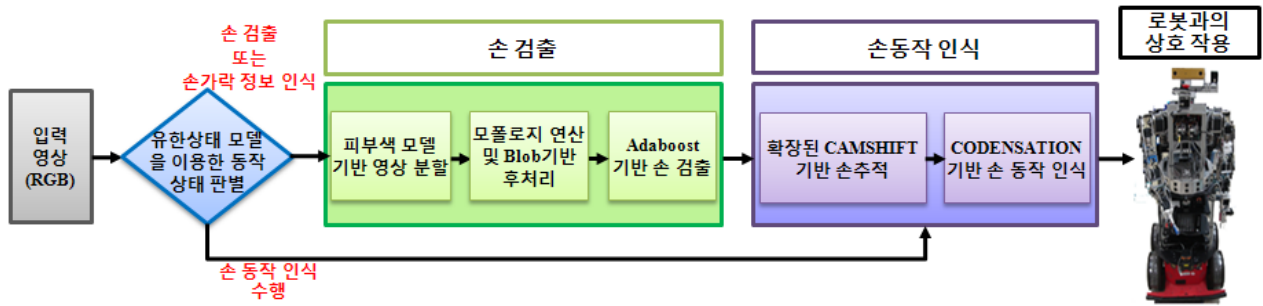 손 검출
또는
손가락 정보 인식
손 검출
손동작 인식
로봇과의
상호 작용
입력
영상
(RGB)
유한상태 모델
을 이용한 동작
상태 판별
피부색 모델
기반 영상 분할
모폴로지 연산
및 Blob기반
후처리
Adaboost
기반 손 검출
확장된 CAMSHIFT
기반 손추적
CODENSATION
기반 손 동작 인식
손 동작 인식
수행